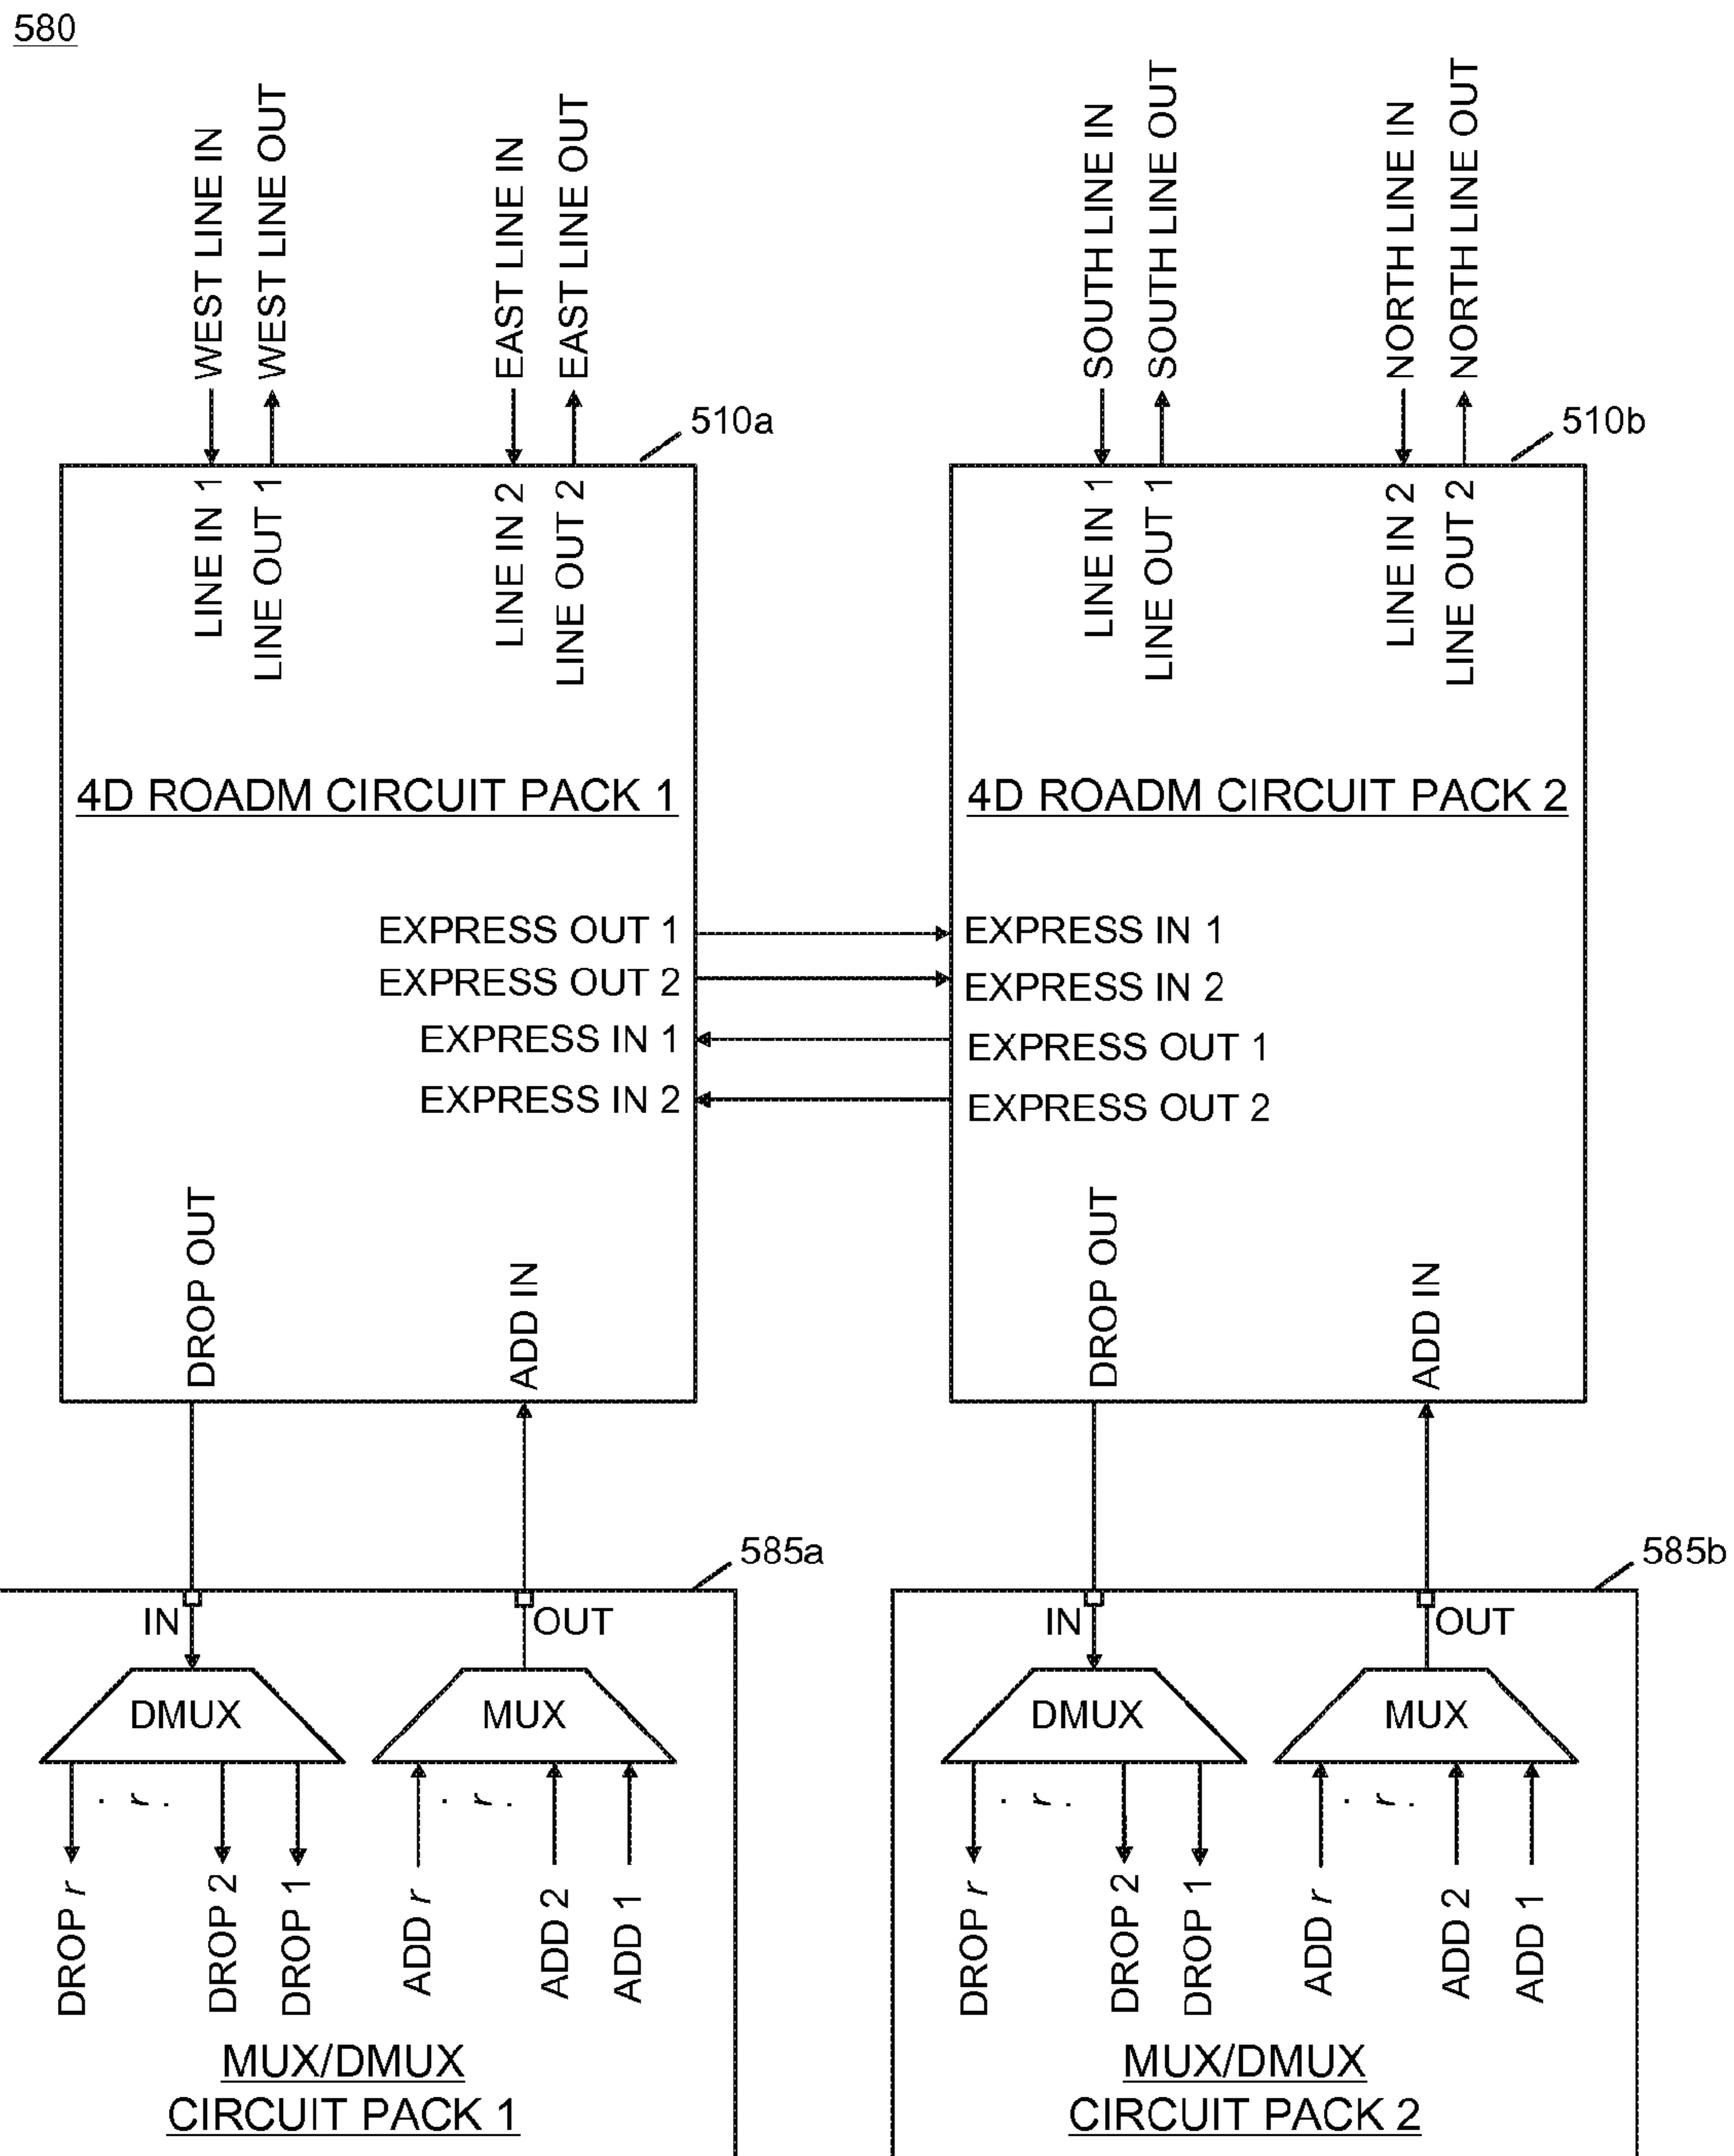 580
WEST LINE IN
WEST LINE OUT
EAST LINE IN
EAST LINE OUT
SOUTH LINE IN
SOUTH LINE OUT
NORTH LINE IN
NORTH LINE OUT
510a
510b
LINE IN 1
LINE OUT 1
LINE IN 2
LINE OUT 2
LINE IN 1
LINE OUT 1
LINE IN 2
LINE OUT 2
4D ROADM CIRCUIT PACK 1
4D ROADM CIRCUIT PACK 2
EXPRESS OUT 1
EXPRESS IN 1
EXPRESS OUT 2
EXPRESS IN 2
EXPRESS IN 1
EXPRESS OUT 1
EXPRESS IN 2
EXPRESS OUT 2
DROP OUT
ADD IN
DROP OUT
ADD IN
585a
585b
IN
OUT
IN
OUT
DMUX
MUX
DMUX
MUX
. r .
. r .
. r .
. r .
DROP r
DROP 2
DROP 1
ADD r
ADD 2
ADD 1
DROP r
DROP 2
DROP 1
ADD r
ADD 2
ADD 1
MUX/DMUX
CIRCUIT PACK 1
MUX/DMUX
CIRCUIT PACK 2